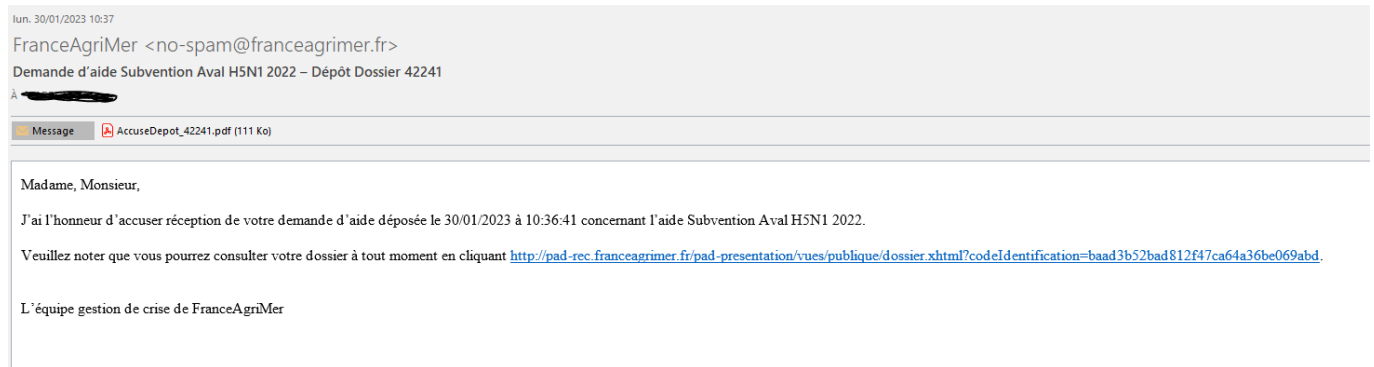 lun. 30/01/2023 10:37
FranceAgriMer <no-spam@franceagrimer.fr>
Demande d'aide Subvention Aval H5N1 2022 – Dépôt Dossier 42241
À
Message AccuseDepot_42241.pdf (111 Ko)
Madame, Monsieur,
J'ai l'honneur d'accuser réception de votre demande d'aide déposée le 30/01/2023 à 10:36:41 concernant l'aide Subvention Aval H5N1 2022.
Veuillez noter que vous pourrez consulter votre dossier à tout moment en cliquant http://pad-rec.franceagrimer.fr/pad-presentation/vues/publique/dossier.xhtml?codeIdentification=baad3b52bad812f47ca64a36be069abd.
L'équipe gestion de crise de FranceAgriMer